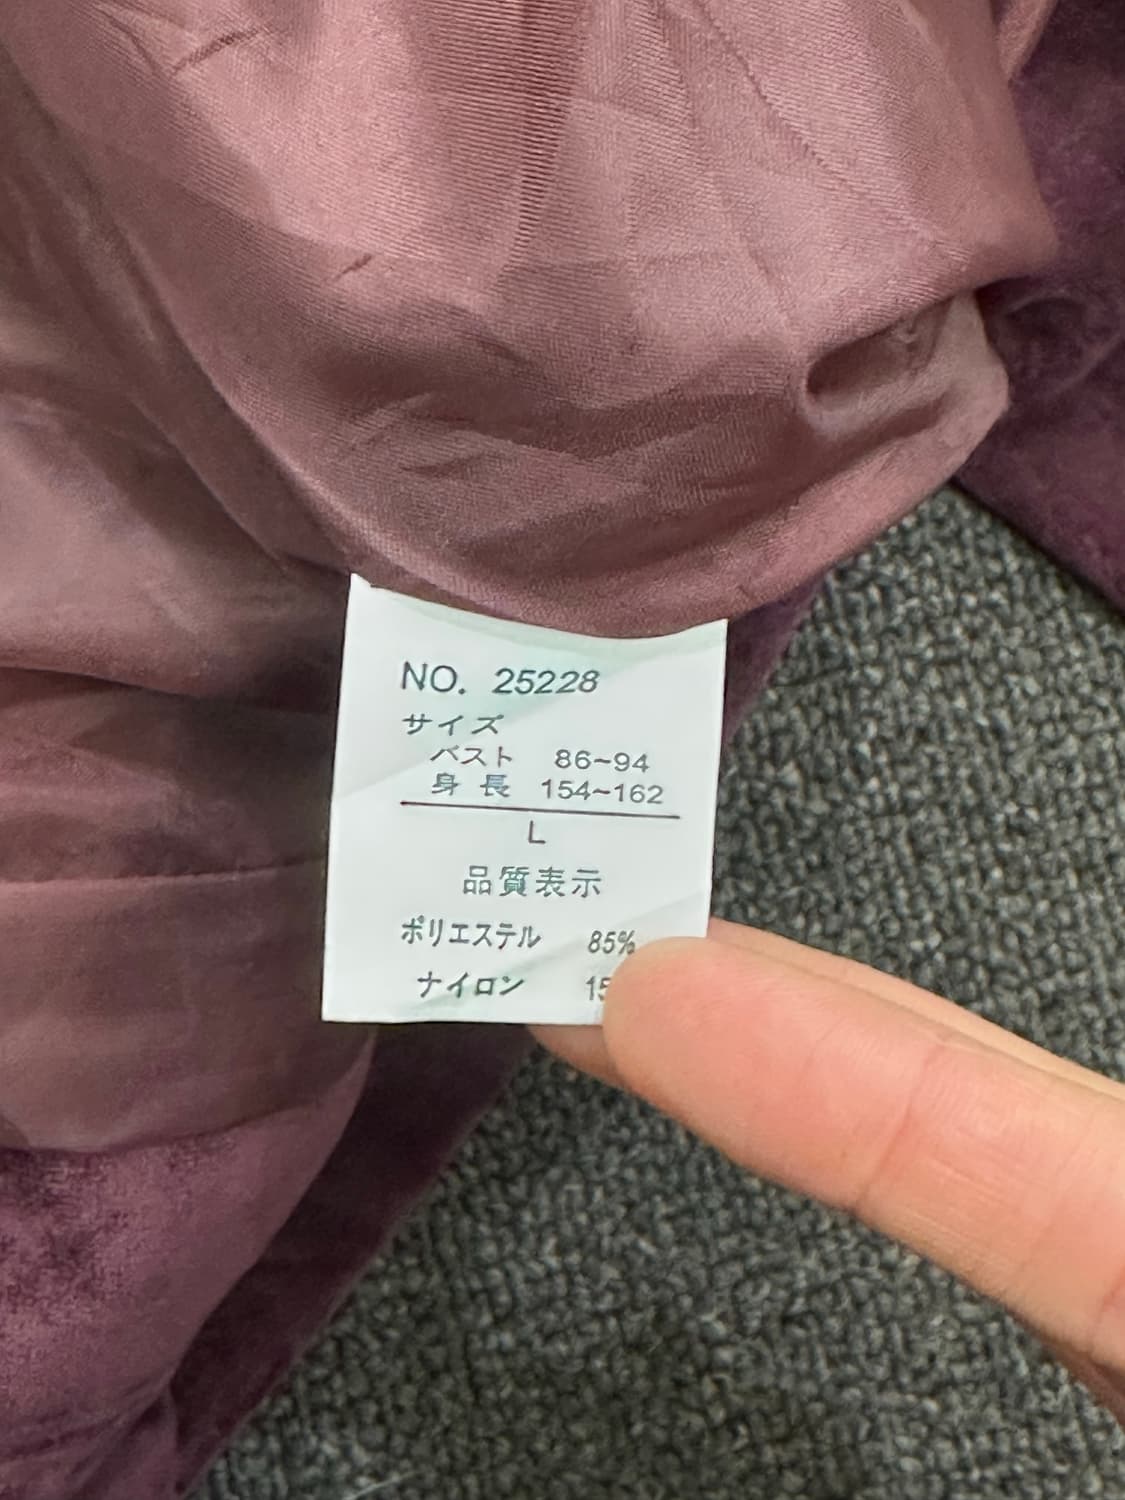 NO. 25228
サイズ
バスト 86~94
身長 154~162
L
品質表示
ポリエステル 85%
ナイロン 15